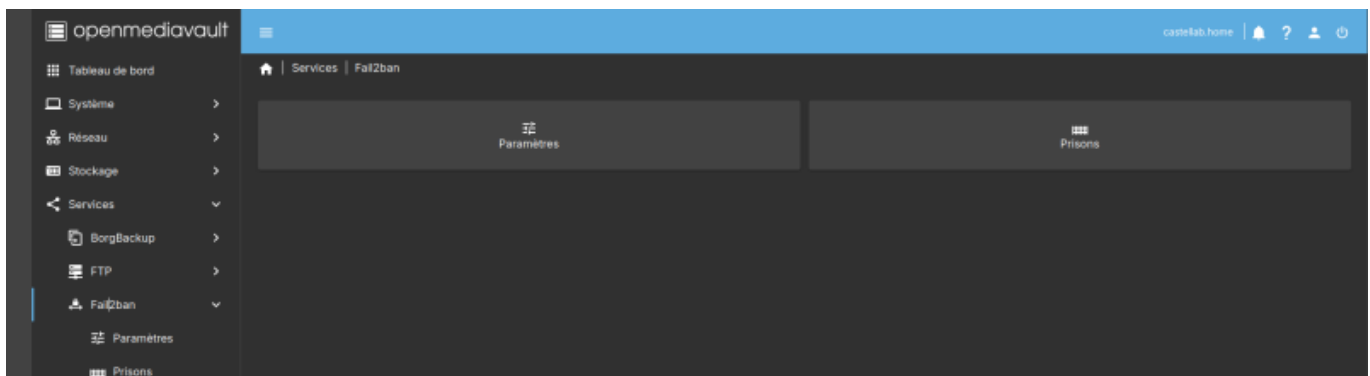 openmediavault
castellab.home
Tableau de bord
Services | Fail2ban
Système
Réseau
Paramètres
Prisons
Stockage
Services
BorgBackup
FTP
Fail2ban
Paramètres
Prisons